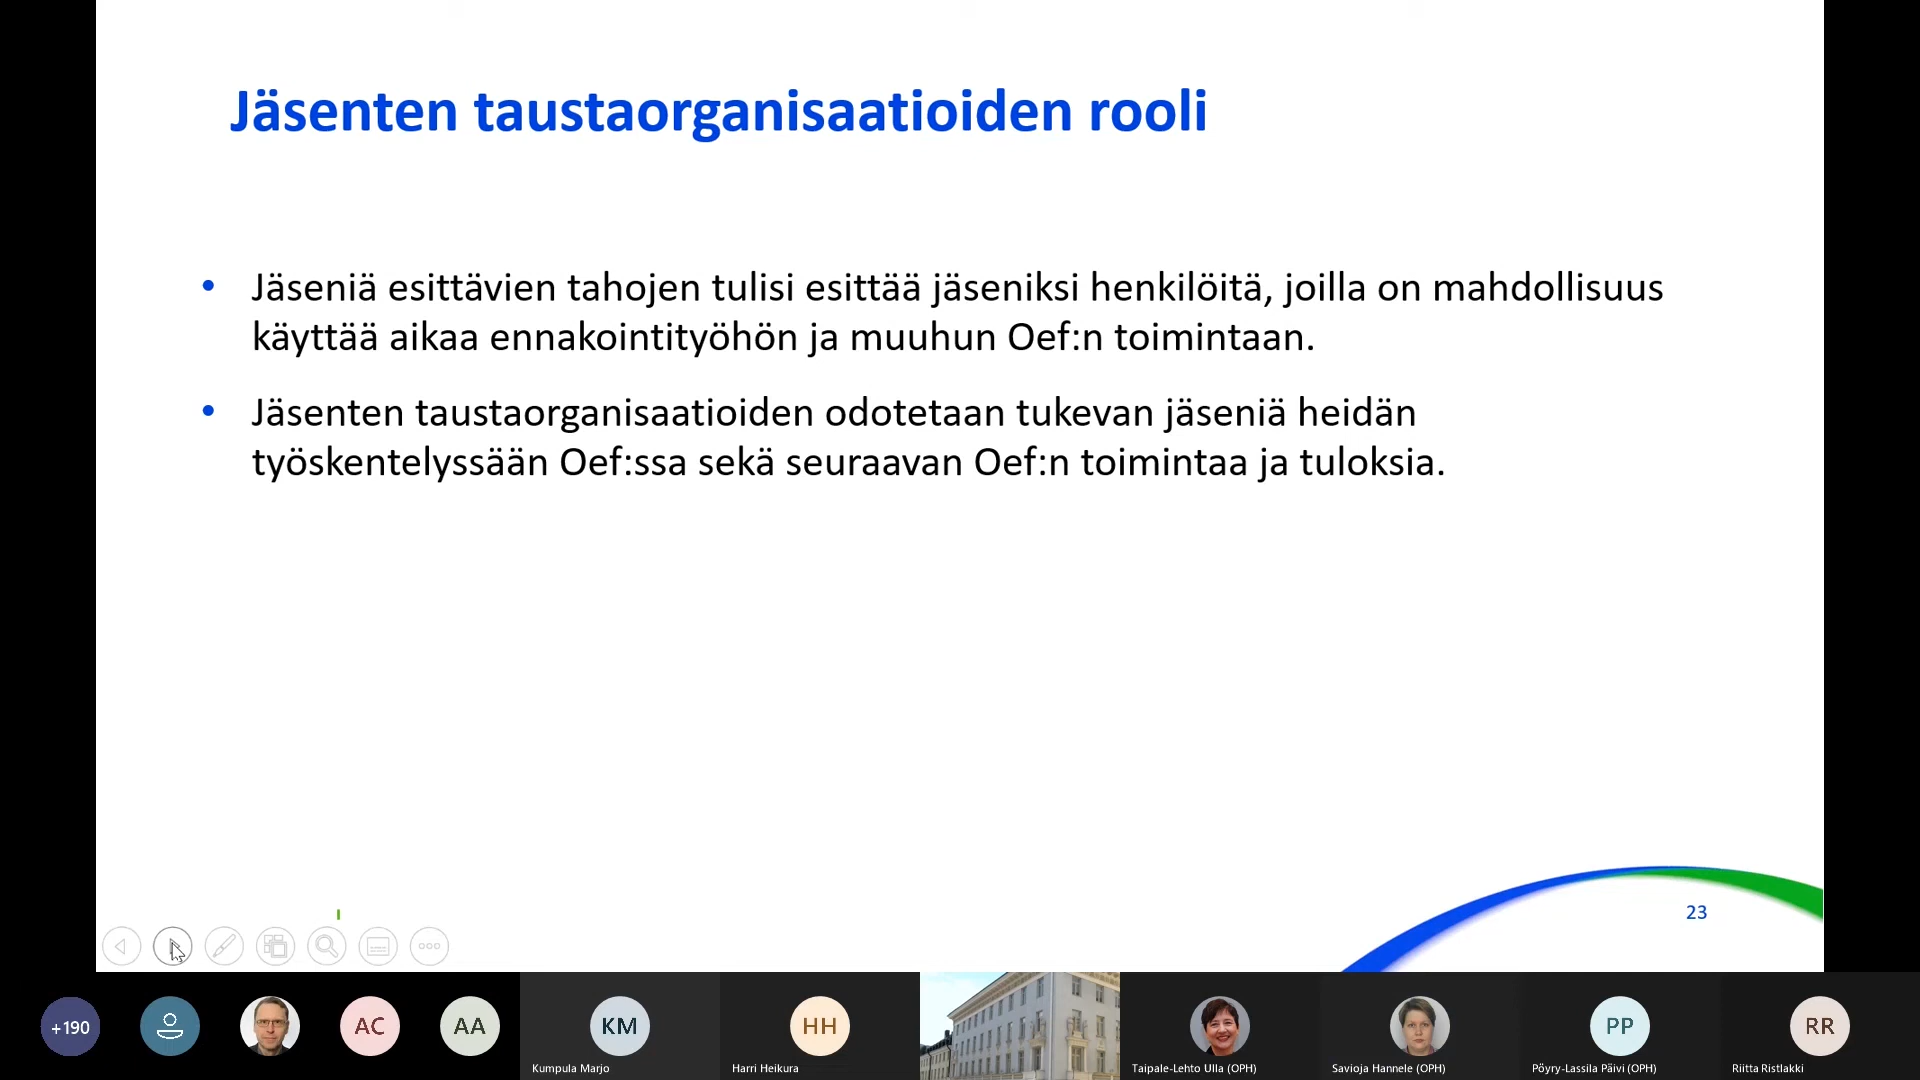 Jäsenten taustaorganisaatioiden rooli
• Jäseniä esittävien tahojen tulisi esittää jäseniksi henkilöitä, joilla on mahdollisuus
käyttää aikaa ennakointityöhön ja muuhun Oef:n toimintaan.
• Jäsenten taustaorganisaatioiden odotetaan tukevan jäseniä heidän
työskentelyssään Oef:ssa sekä seuraavan Oef:n toimintaa ja tuloksia.
23
+190
AC
AA
KM
HH
PP
RR
Kumpula Marjo
Harri Heikura
Taipale-Lehto Ulla (OPH)
Savioja Hannele (OPH)
Pöyry-Lassila Päivi (OPH)
Riitta Ristlakki